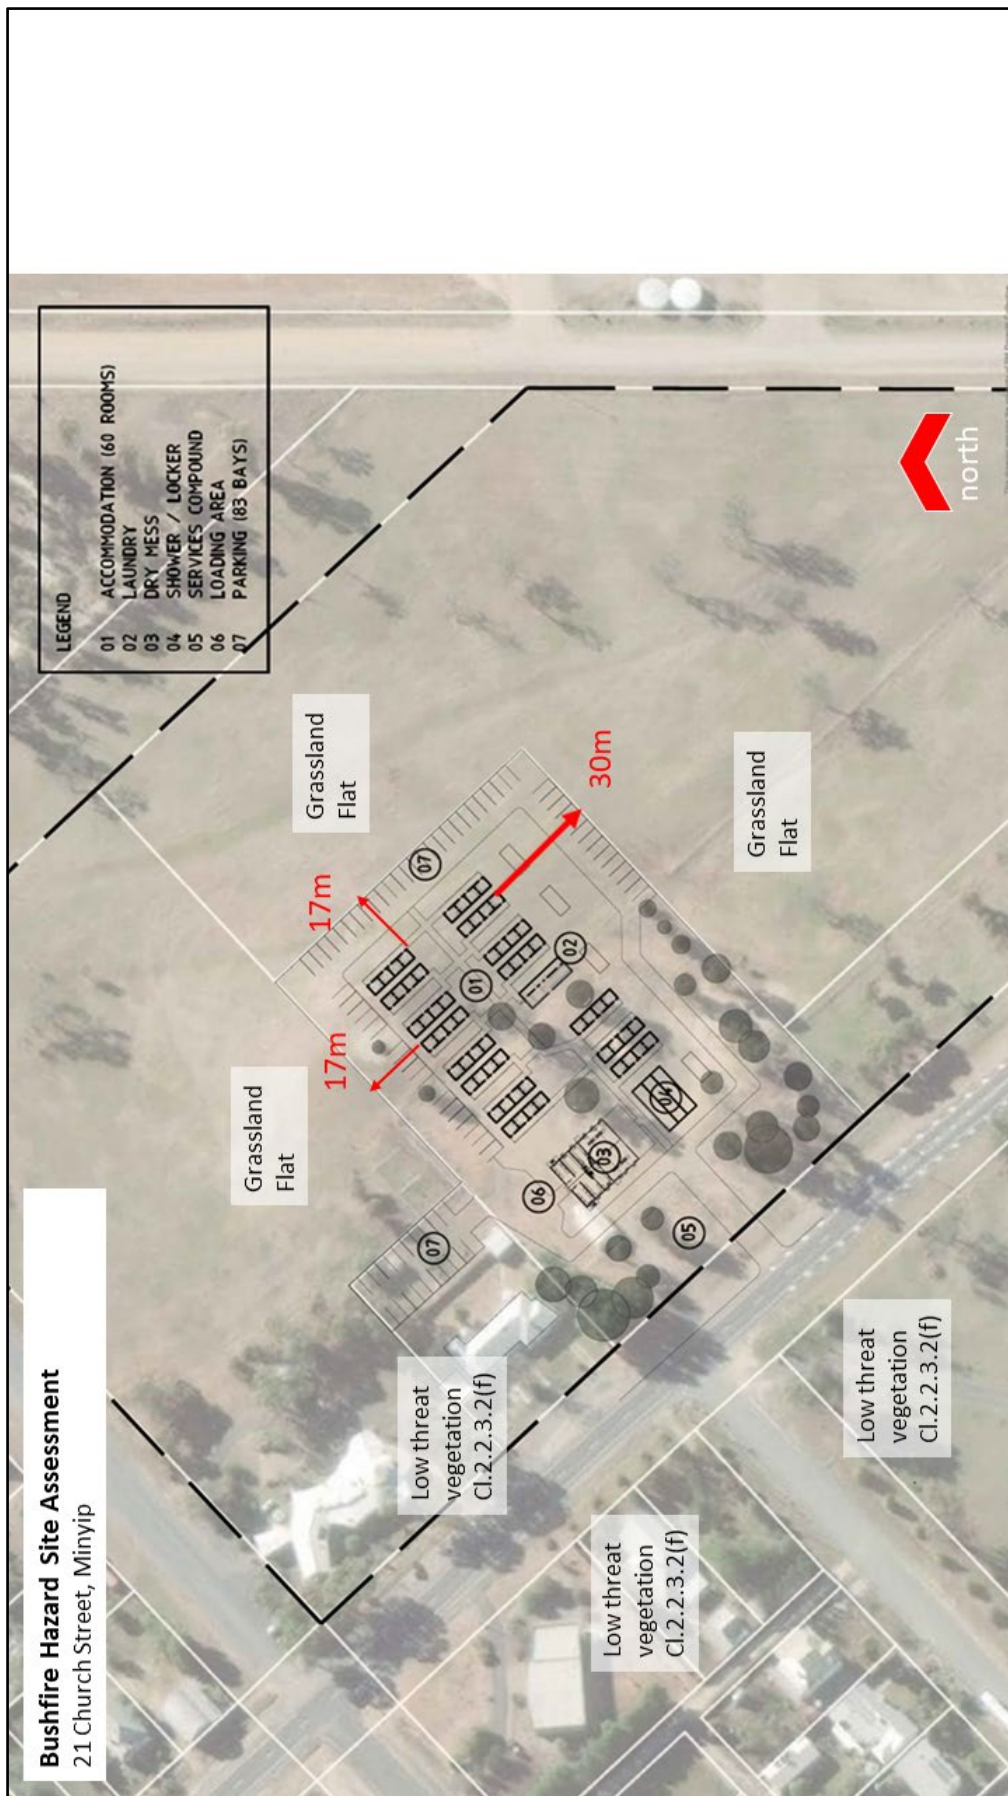 Bushfire Hazard Site Assessment
21 Church Street, Minyip
LEGEND
01 ACCOMMODATION (60 ROOMS)
02 LAUNDRY
03 DRY MESS
04 SHOWER / LOCKER
05 SERVICES COMPOUND
06 LOADING AREA
07 PARKING (83 BAYS)
Grassland
Flat
Grassland
Flat
17m
17m
07
01
02
30m
07
06
03
04
05
Grassland
Flat
Low threat
vegetation
Cl.2.2.3.2(f)
Low threat
vegetation
Cl.2.2.3.2(f)
Low threat
vegetation
Cl.2.2.3.2(f)
north